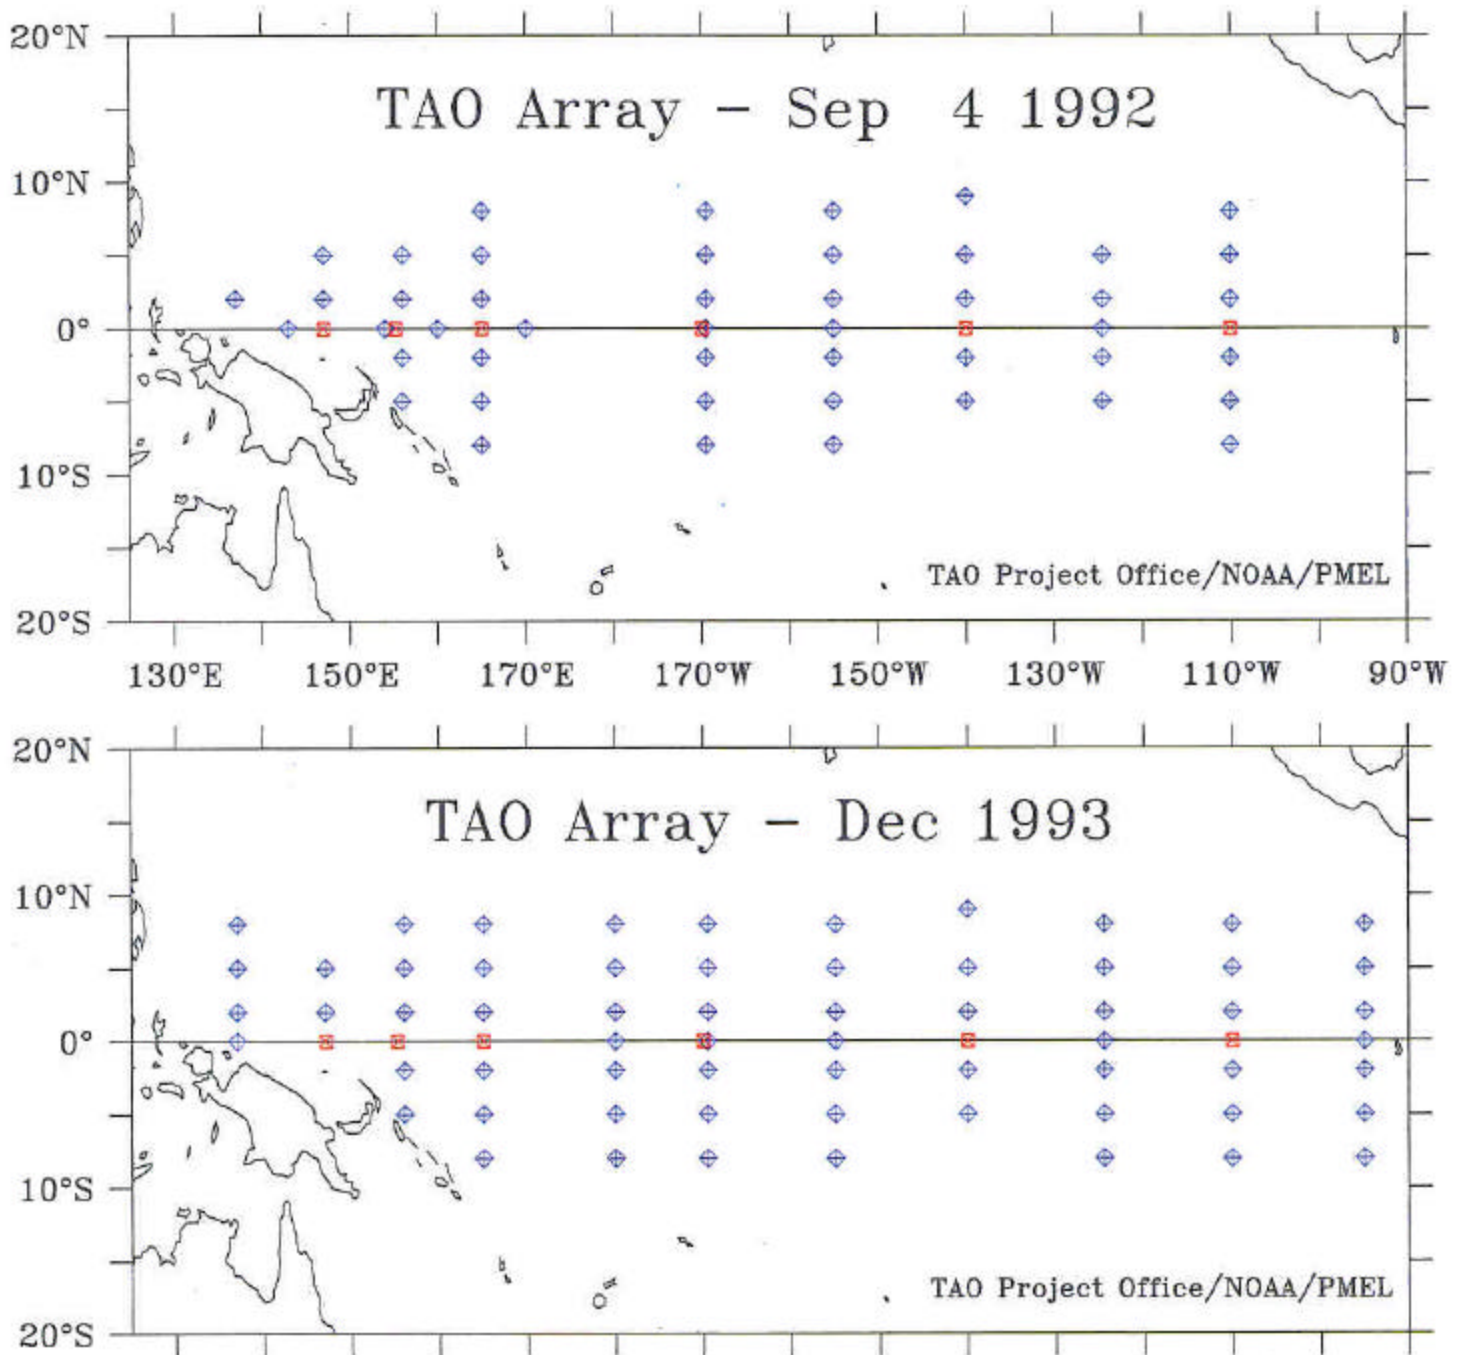 20°N
TAO Array - Sep 4 1992
10°N
0°
10°S
TAO Project Office/NOAA/PMEL
20°S
130°E 150°E 170°E 170°W 150°W 130°W 110°W 90°W
20°N
TAO Array - Dec 1993
10°N
0°
10°S
TAO Project Office/NOAA/PMEL
20°S